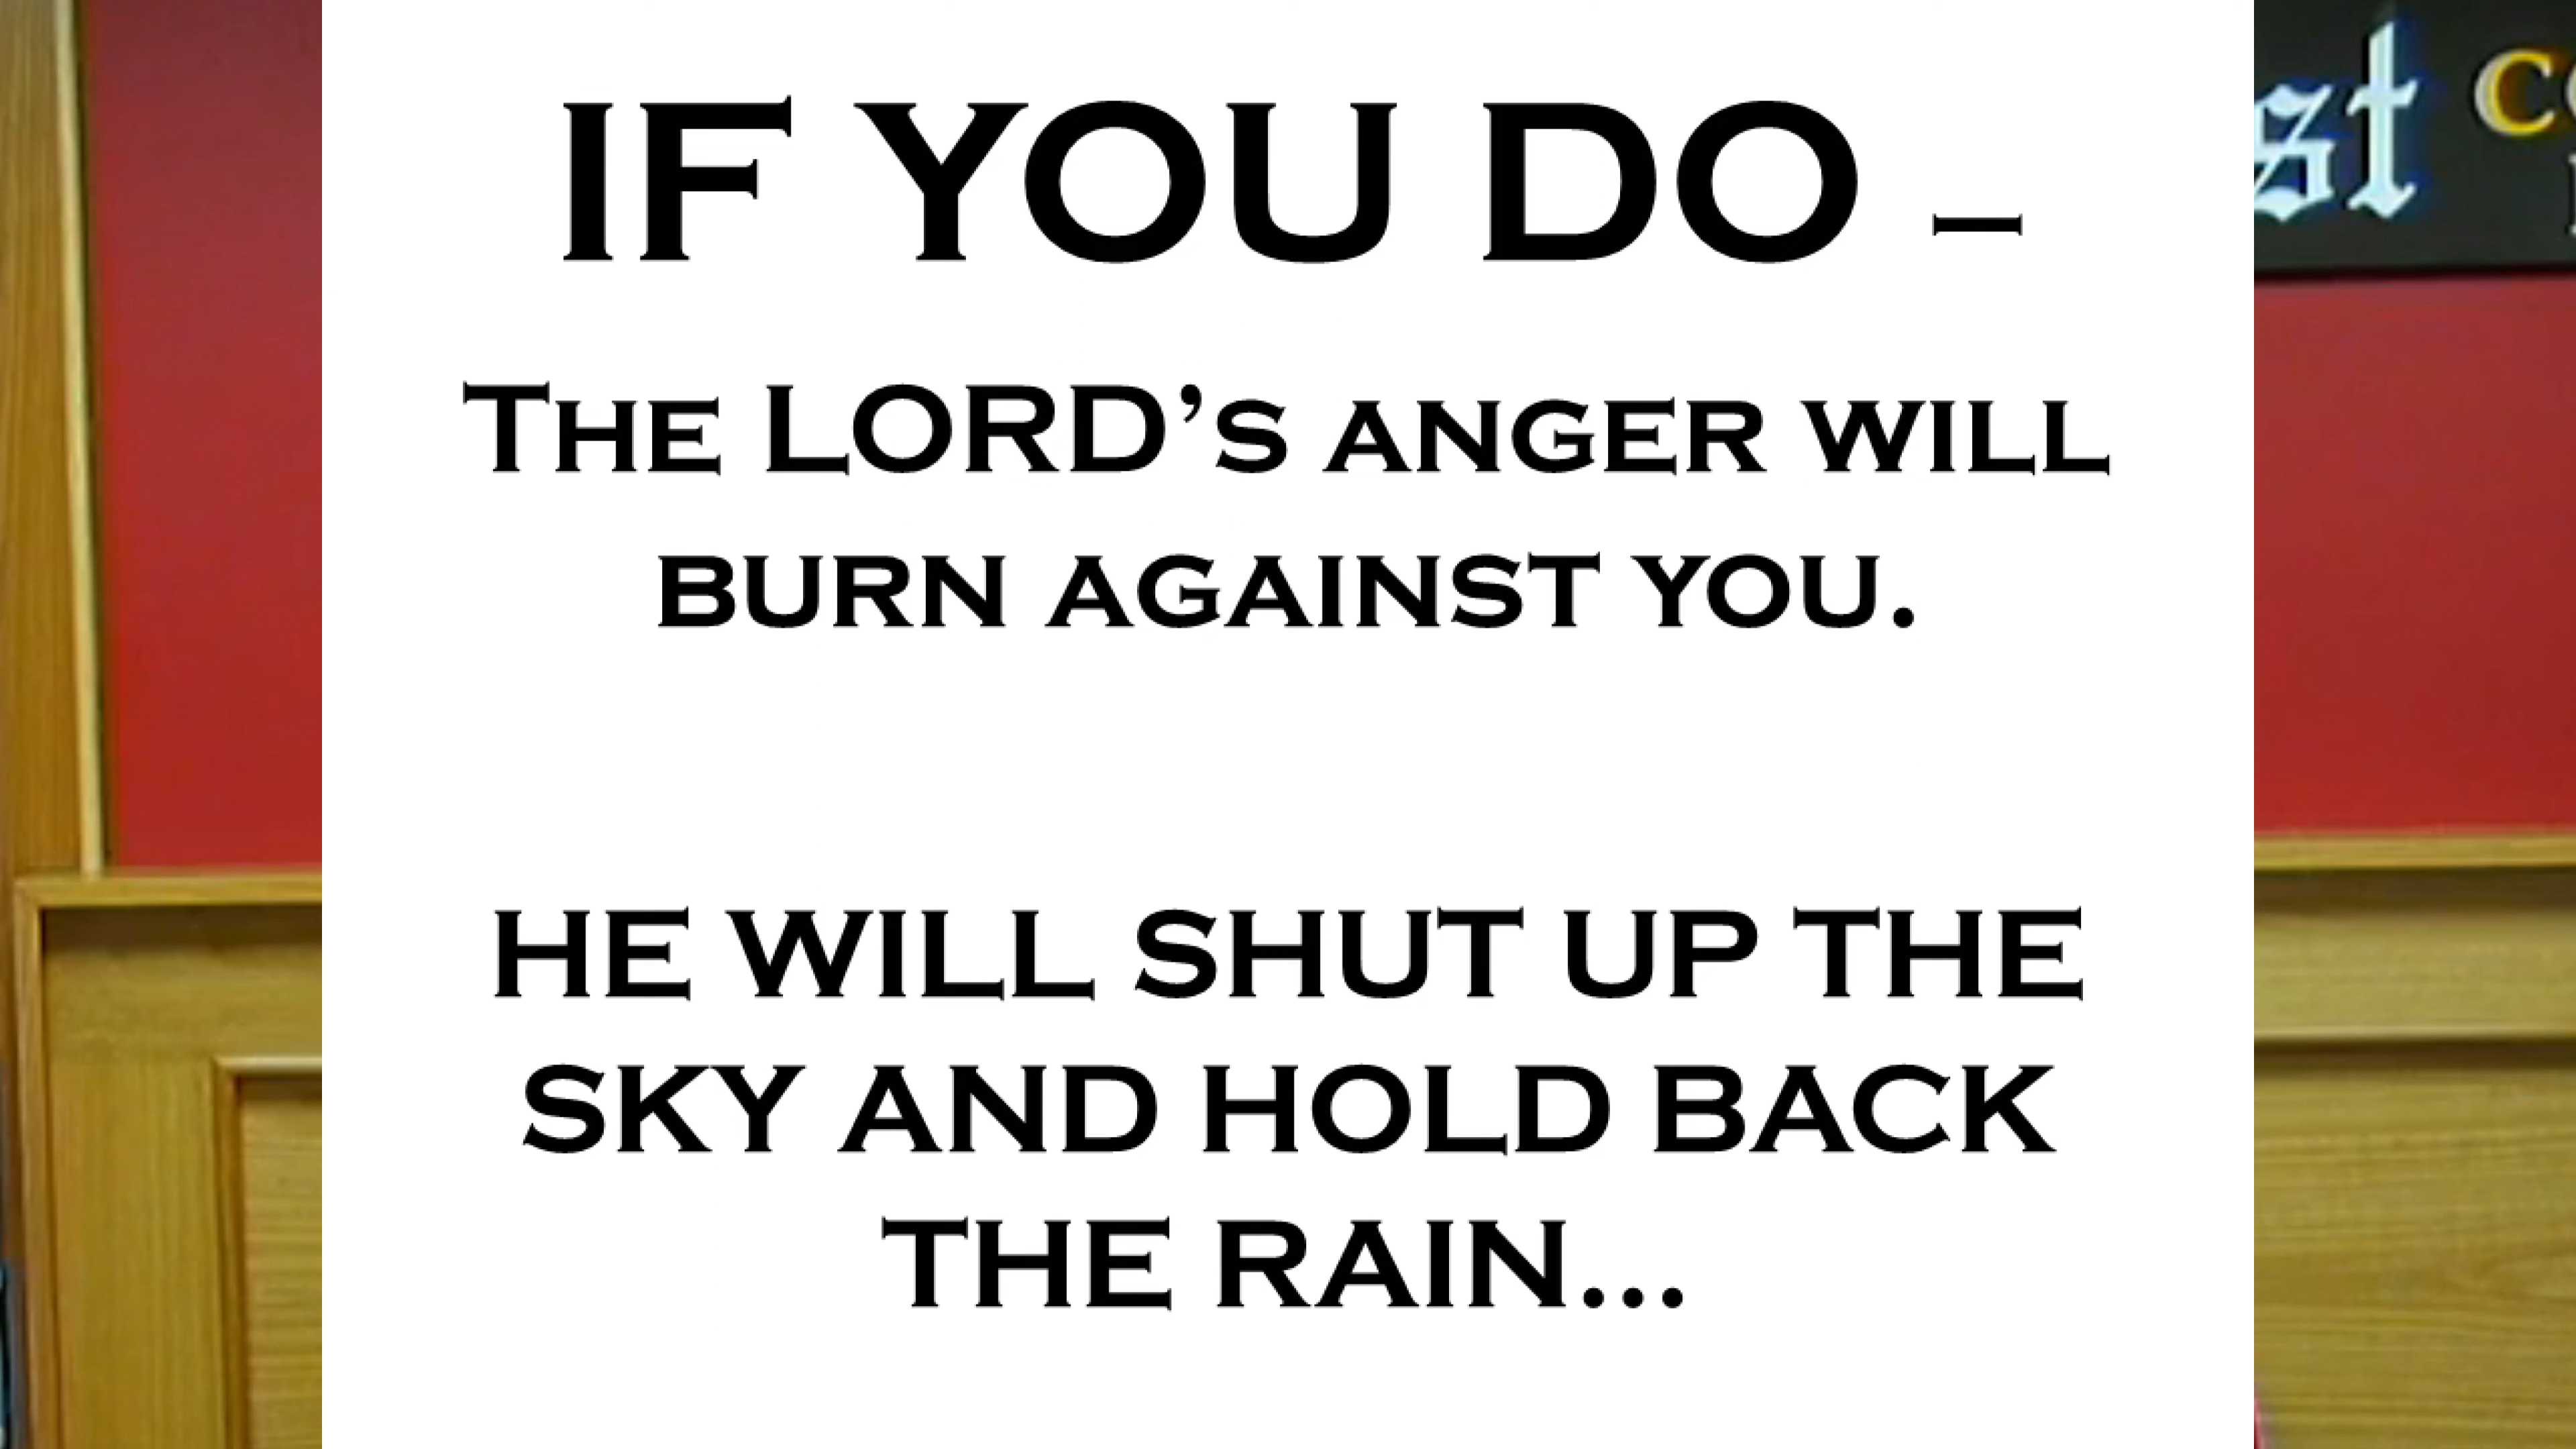 IF YOU DO –
THE LORD’S ANGER WILL
BURN AGAINST YOU.
HE WILL SHUT UP THE
SKY AND HOLD BACK
THE RAIN...
st